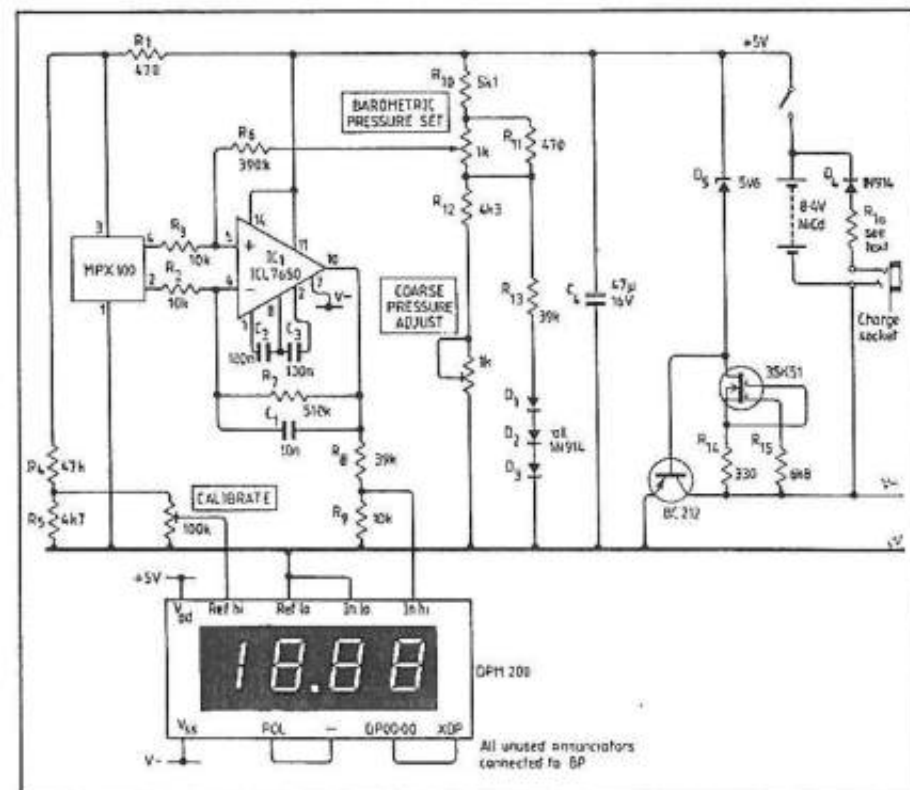 R1
470
+5V
R10
5k1
BAROMETRIC
PRESSURE SET
R6
390k
1k
R11
470
D5
5V6
D4
1N914
8·4V
NiCd
R16
see
text
Charge
socket
MPX100
3
4
2
1
R3
10k
R2
10k
5
4
+
−
14
11
10
IC1
ICL7650
7
V−
8
2
1
C2
100n
C3
100n
R7
512k
C1
10n
R12
4k3
COARSE
PRESSURE
ADJUST
1k
R13
39k
C4
47µ
16V
3SK51
D1
D2
D3
all
1N914
R14
330
R15
6k8
BC212
V−
R4
47k
R5
4k7
CALIBRATE
100k
R8
39k
R9
10k
+5V
Vdd
Ref hi
Ref lo
In lo
In hi
18.88
DPM 200
Vss
POL
—
DP00·00
XDP
V−
All unused annunciators
connected to BP